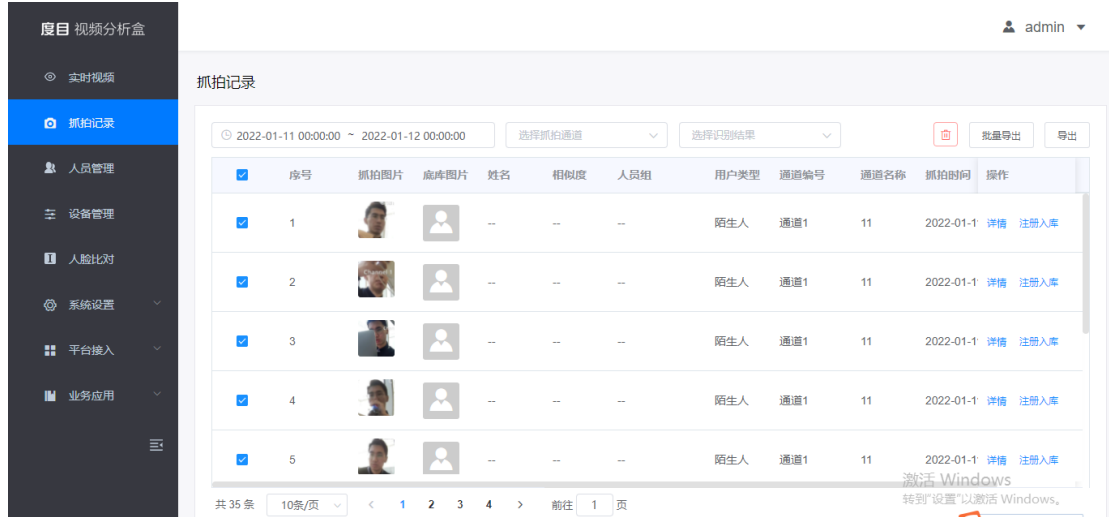 度目 视频分析盒
admin
实时视频
抓拍记录
人员管理
设备管理
人脸比对
系统设置
平台接入
业务应用
抓拍记录
2022-01-11 00:00:00 ~ 2022-01-12 00:00:00 选择抓拍通道 选择识别结果 批量导出 导出
序号 抓拍图片 底库图片 姓名 相似度 人员组 用户类型 通道编号 通道名称 抓拍时间 操作
1 -- -- -- 陌生人 通道1 11 2022-01-1 详情 注册入库
2 -- -- -- 陌生人 通道1 11 2022-01-1 详情 注册入库
3 -- -- -- 陌生人 通道1 11 2022-01-1 详情 注册入库
4 -- -- -- 陌生人 通道1 11 2022-01-1 详情 注册入库
5 -- -- -- 陌生人 通道1 11 2022-01-1 详情 注册入库
激活 Windows
转到"设置"以激活 Windows。
共 35 条 10条/页 < 1 2 3 4 > 前往 1 页